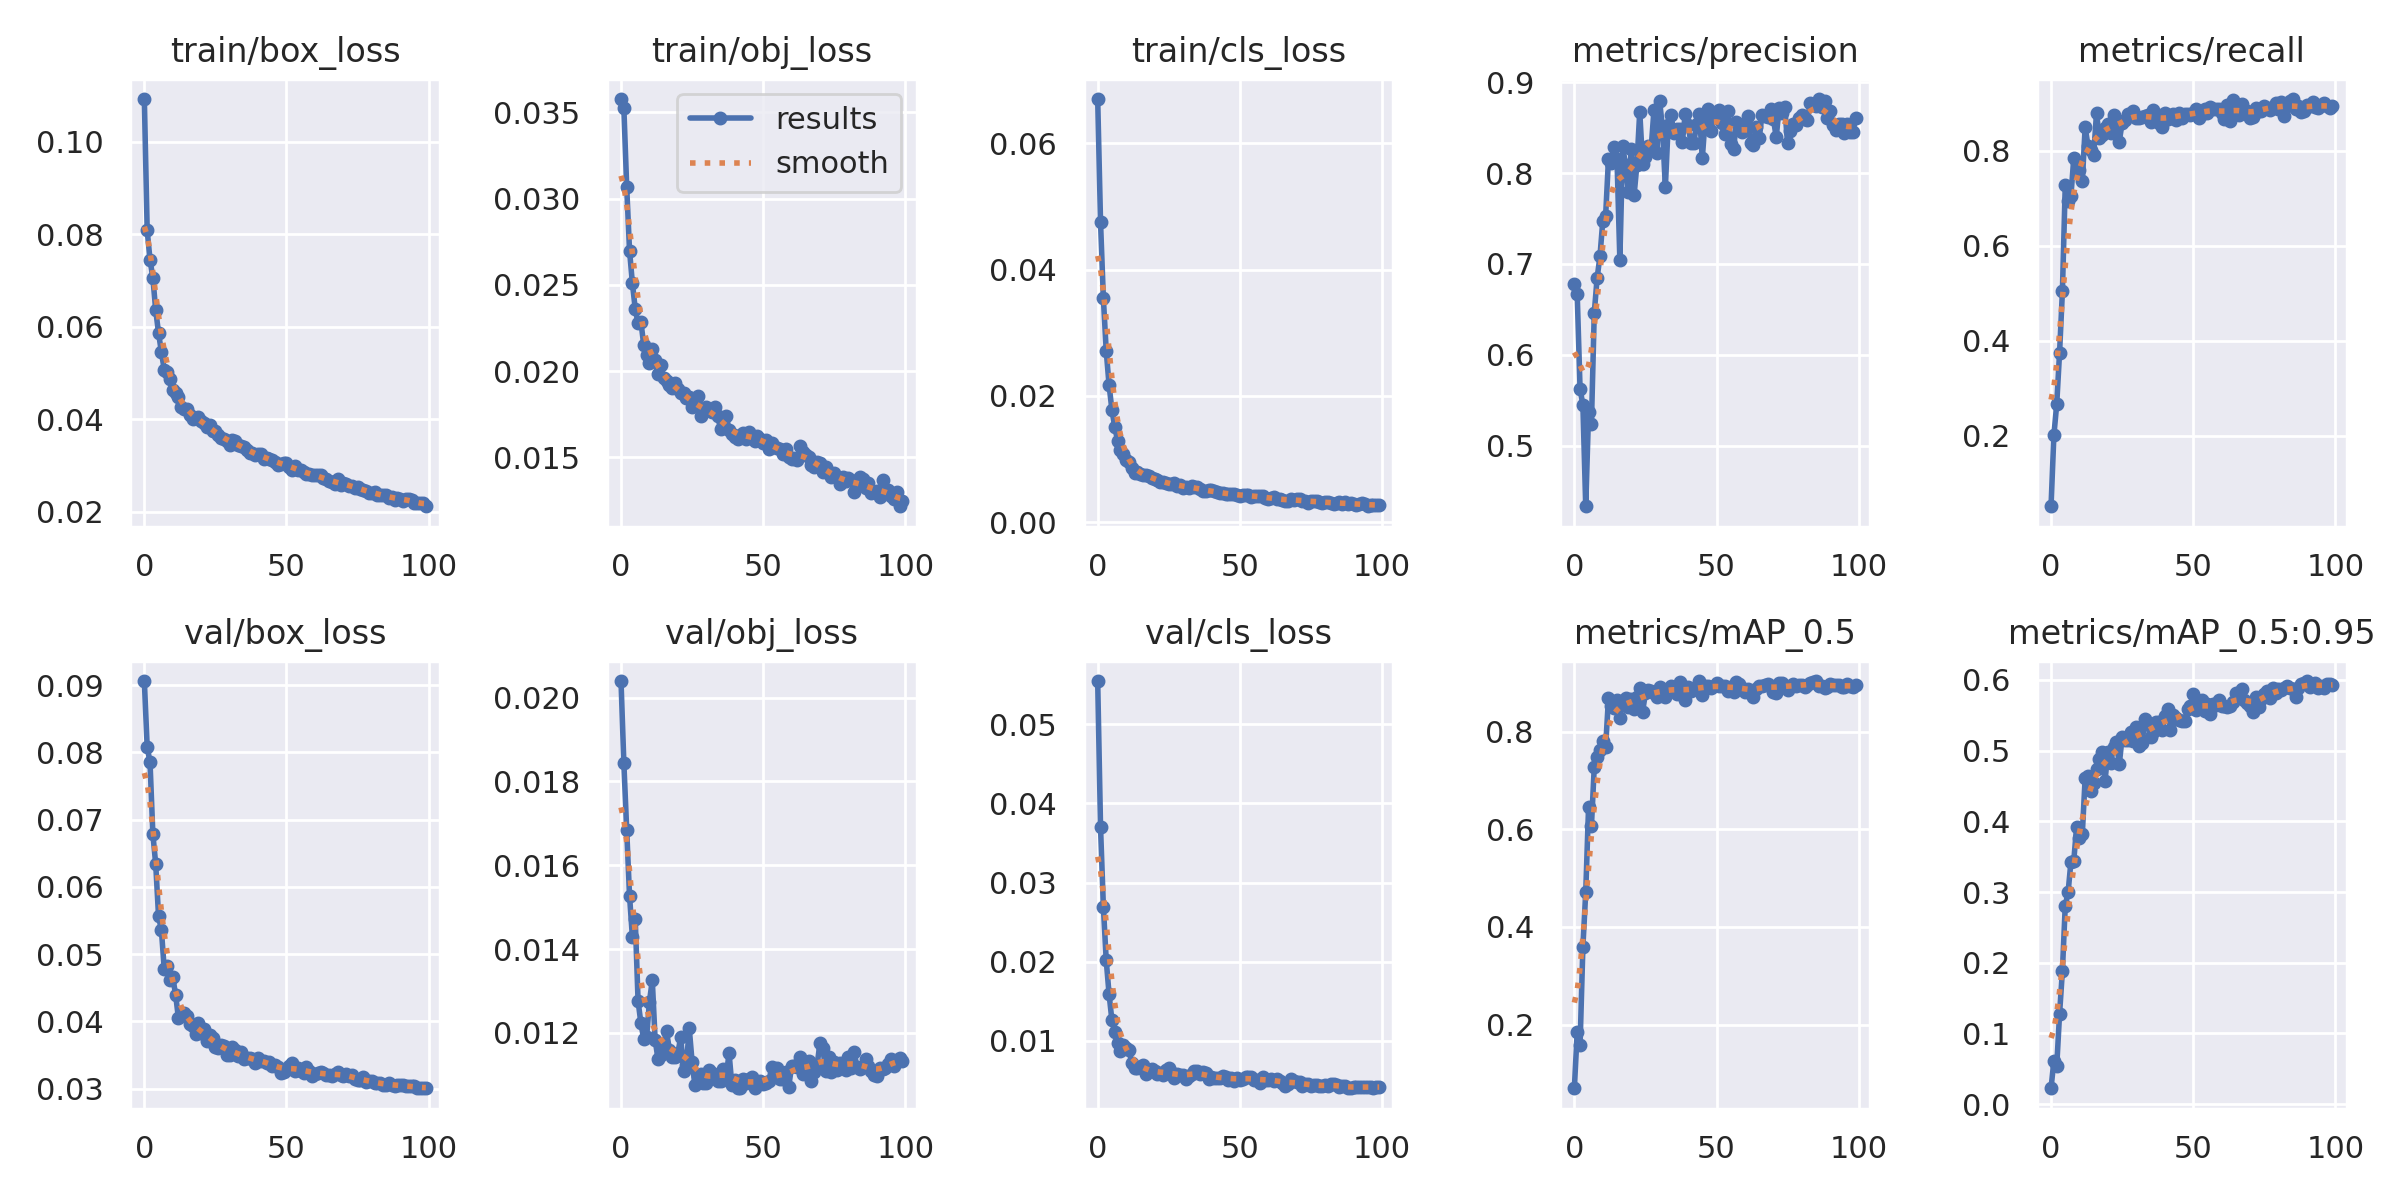 train/box_loss
0.10
0.08
0.06
0.04
0.02
0 50 100
train/obj_loss
results
smooth
0.035
0.030
0.025
0.020
0.015
0 50 100
train/cls_loss
0.06
0.04
0.02
0.00
0 50 100
metrics/precision
0.9
0.8
0.7
0.6
0.5
0 50 100
metrics/recall
0.8
0.6
0.4
0.2
0 50 100
val/box_loss
0.09
0.08
0.07
0.06
0.05
0.04
0.03
0 50 100
val/obj_loss
0.020
0.018
0.016
0.014
0.012
0 50 100
val/cls_loss
0.05
0.04
0.03
0.02
0.01
0 50 100
metrics/mAP_0.5
0.8
0.6
0.4
0.2
0 50 100
metrics/mAP_0.5:0.95
0.6
0.5
0.4
0.3
0.2
0.1
0.0
0 50 100